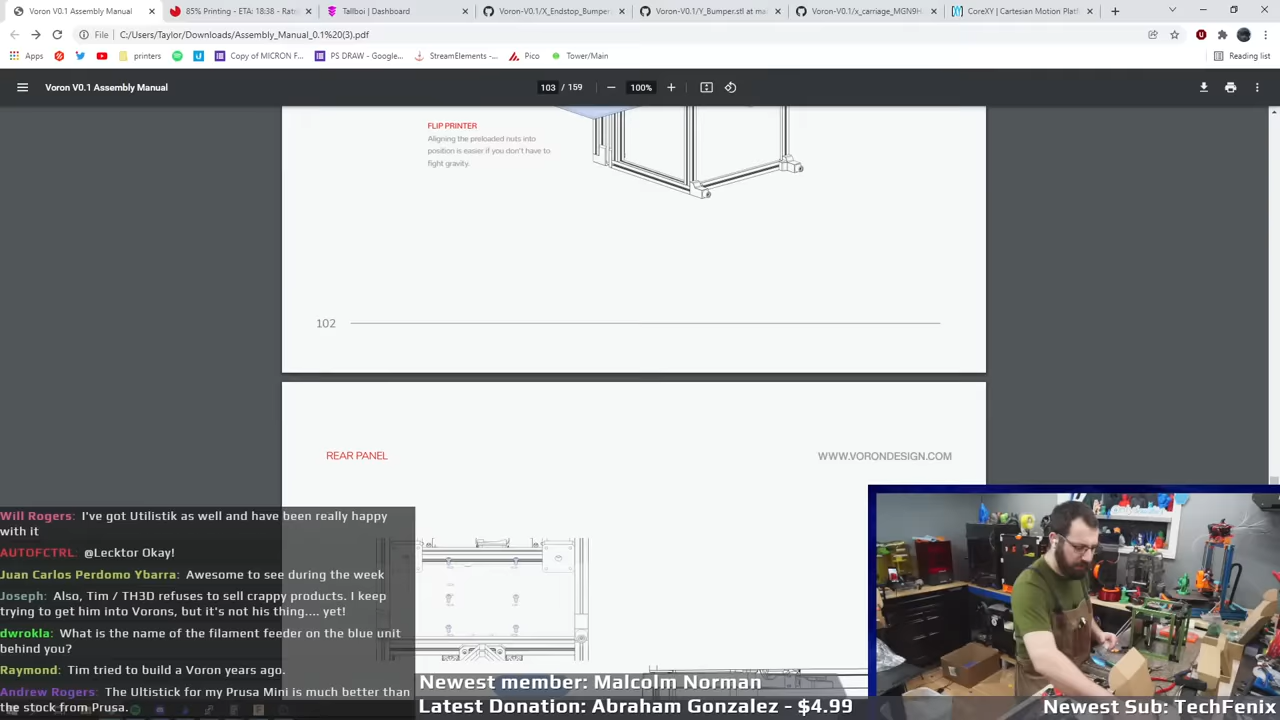 Voron V0.1 Assembly Manual
85% Printing - ETA: 18:38 - Ratr
Tallboi | Dashboard
Voron-V0.1/X_Endstop_Bumper
Voron-V0.1/Y_Bumper.stl at ma
Voron-V0.1/x_carriage_MGN9H
CoreXY | Cartesian Motion Platf
File C:/Users/Taylor/Downloads/Assembly_Manual_0.1%20(3).pdf
Apps
printers
Copy of MICRON F...
PS DRAW - Google...
StreamElements -...
Pico
Tower/Main
Reading list
Voron V0.1 Assembly Manual
103 / 159
100%
FLIP PRINTER
Aligning the preloaded nuts into
position is easier if you don't have to
fight gravity.
102
REAR PANEL
WWW.VORONDESIGN.COM
Will Rogers: I've got Utilistik as well and have been really happy
with it
AUTOFCTRL: @Lecktor Okay!
Juan Carlos Perdomo Ybarra: Awesome to see during the week
Joseph: Also, Tim / TH3D refuses to sell crappy products. I keep
trying to get him into Vorons, but it's not his thing.... yet!
dwrokla: What is the name of the filament feeder on the blue unit
behind you?
Raymond: Tim tried to build a Voron years ago.
Andrew Rogers: The Ultistick for my Prusa Mini is much better than
the stock from Prusa.
Newest member: Malcolm Norman
Latest Donation: Abraham Gonzalez - $4.99
Newest Sub: TechFenix